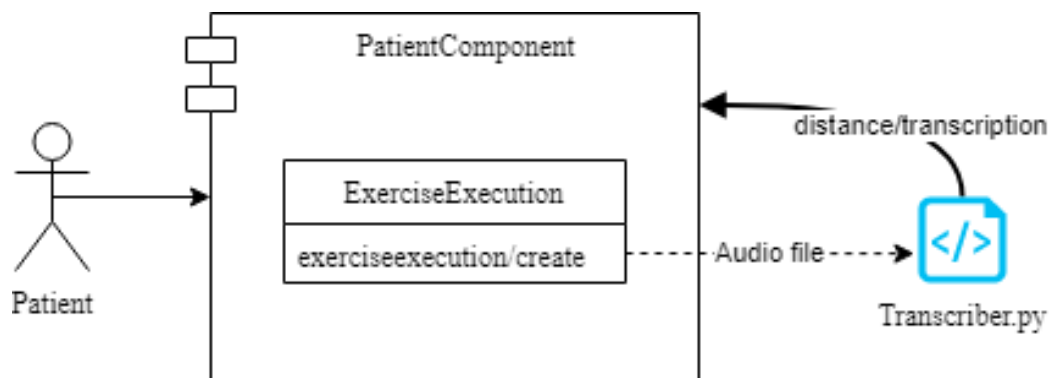 PatientComponent
distance/transcription
ExerciseExecution
</>
exerciseexecution/create
Audio file
Patient
Transcriber.py